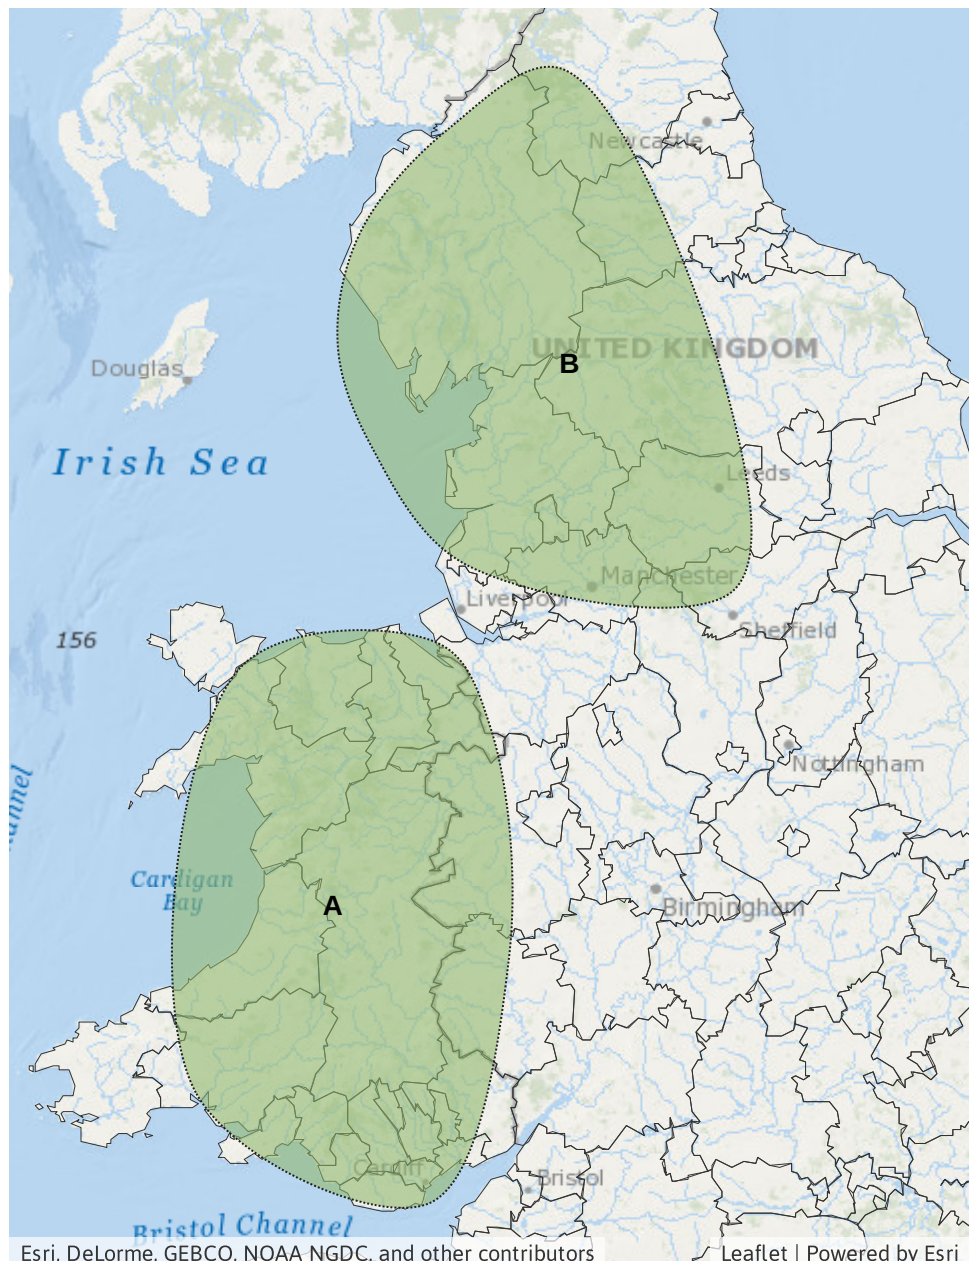 Newcastle
UNITED KINGDOM
B
Douglas
Irish Sea
Leeds
Manchester
Liverpool
Sheffield
156
Nottingham
Cardigan
Bay
A
Birmingham
Cardiff
Bristol
Bristol Channel
Esri, DeLorme, GEBCO, NOAA NGDC, and other contributors
Leaflet | Powered by Esri